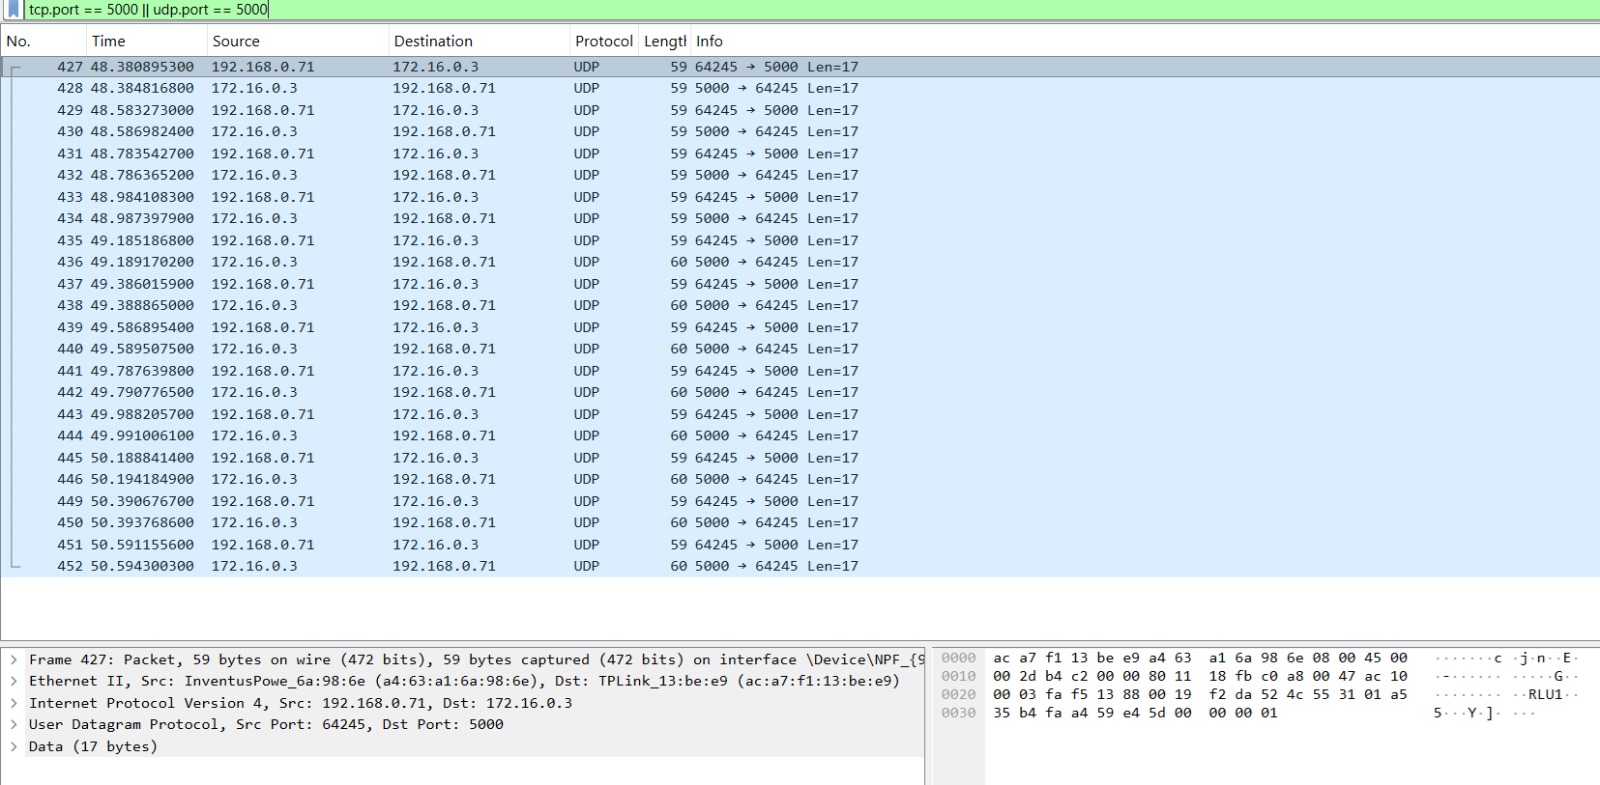 tcp.port == 5000 || udp.port == 5000
No. Time Source Destination Protocol Lengtl Info
427 48.380895300 192.168.0.71 172.16.0.3 UDP 59 64245 → 5000 Len=17
428 48.384816800 172.16.0.3 192.168.0.71 UDP 59 5000 → 64245 Len=17
429 48.583273000 192.168.0.71 172.16.0.3 UDP 59 64245 → 5000 Len=17
430 48.586982400 172.16.0.3 192.168.0.71 UDP 59 5000 → 64245 Len=17
431 48.783542700 192.168.0.71 172.16.0.3 UDP 59 64245 → 5000 Len=17
432 48.786365200 172.16.0.3 192.168.0.71 UDP 59 5000 → 64245 Len=17
433 48.984108300 192.168.0.71 172.16.0.3 UDP 59 64245 → 5000 Len=17
434 48.987397900 172.16.0.3 192.168.0.71 UDP 59 5000 → 64245 Len=17
435 49.185186800 192.168.0.71 172.16.0.3 UDP 59 64245 → 5000 Len=17
436 49.189170200 172.16.0.3 192.168.0.71 UDP 60 5000 → 64245 Len=17
437 49.386015900 192.168.0.71 172.16.0.3 UDP 59 64245 → 5000 Len=17
438 49.388865000 172.16.0.3 192.168.0.71 UDP 60 5000 → 64245 Len=17
439 49.586895400 192.168.0.71 172.16.0.3 UDP 59 64245 → 5000 Len=17
440 49.589507500 172.16.0.3 192.168.0.71 UDP 60 5000 → 64245 Len=17
441 49.787639800 192.168.0.71 172.16.0.3 UDP 59 64245 → 5000 Len=17
442 49.790776500 172.16.0.3 192.168.0.71 UDP 60 5000 → 64245 Len=17
443 49.988205700 192.168.0.71 172.16.0.3 UDP 59 64245 → 5000 Len=17
444 49.991006100 172.16.0.3 192.168.0.71 UDP 60 5000 → 64245 Len=17
445 50.188841400 192.168.0.71 172.16.0.3 UDP 59 64245 → 5000 Len=17
446 50.194184900 172.16.0.3 192.168.0.71 UDP 60 5000 → 64245 Len=17
449 50.390676700 192.168.0.71 172.16.0.3 UDP 59 64245 → 5000 Len=17
450 50.393768600 172.16.0.3 192.168.0.71 UDP 60 5000 → 64245 Len=17
451 50.591155600 192.168.0.71 172.16.0.3 UDP 59 64245 → 5000 Len=17
452 50.594300300 172.16.0.3 192.168.0.71 UDP 60 5000 → 64245 Len=17
Frame 427: Packet, 59 bytes on wire (472 bits), 59 bytes captured (472 bits) on interface \Device\NPF_{9
Ethernet II, Src: InventusPowe_6a:98:6e (a4:63:a1:6a:98:6e), Dst: TPLink_13:be:e9 (ac:a7:f1:13:be:e9)
Internet Protocol Version 4, Src: 192.168.0.71, Dst: 172.16.0.3
User Datagram Protocol, Src Port: 64245, Dst Port: 5000
Data (17 bytes)
0000 ac a7 f1 13 be e9 a4 63 a1 6a 98 6e 08 00 45 00 ·······c ·j·n··E·
0010 00 2d b4 c2 00 00 80 11 18 fb c0 a8 00 47 ac 10 ·-······ ·····G··
0020 00 03 fa f5 13 88 00 19 f2 da 52 4c 55 31 01 a5 ········ ··RLU1··
0030 35 b4 fa a4 59 e4 5d 00 00 00 01 5···Y·]· ···